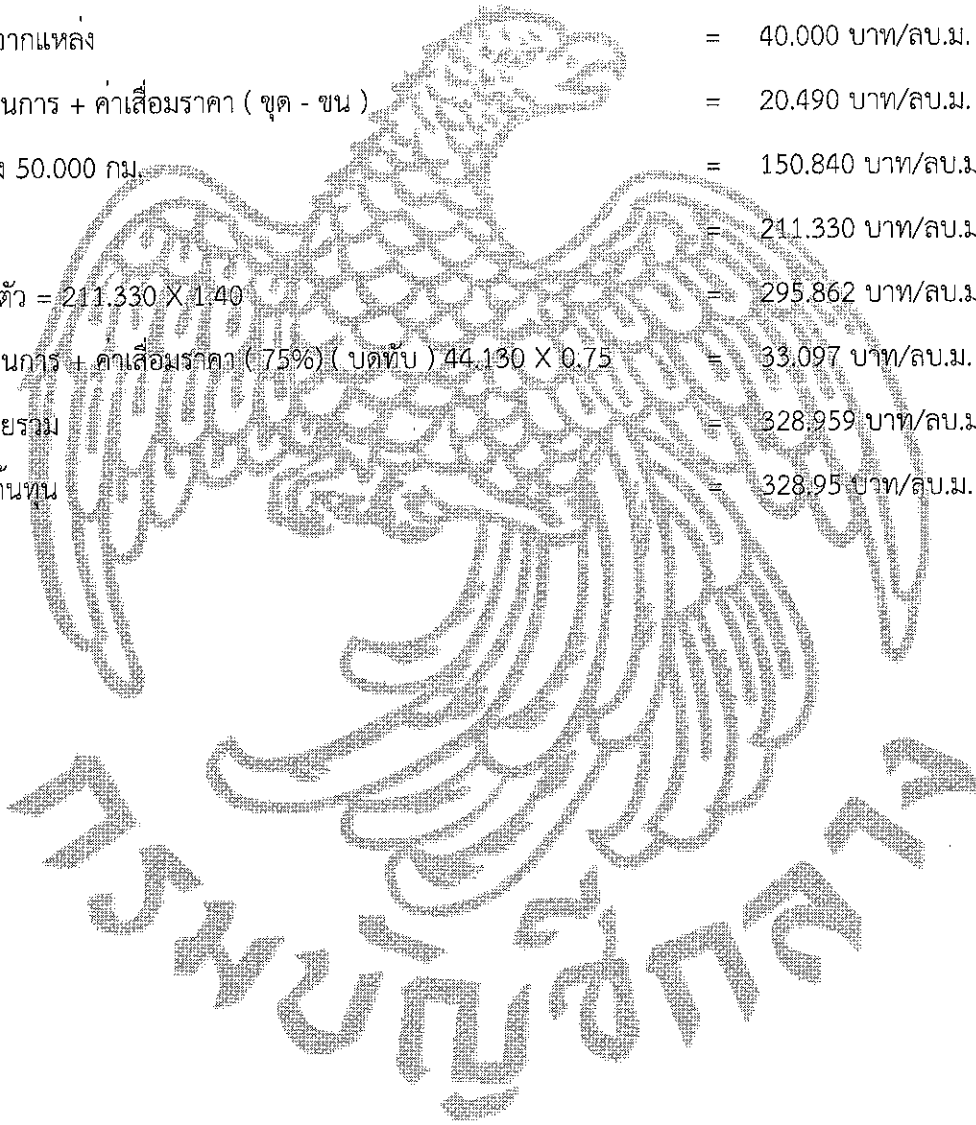 จากแหล่ง = 40.000 บาท/ลบ.ม.
นการ + ค่าเสื่อมราคา ( ขุด - ขน ) = 20.490 บาท/ลบ.ม.
50.000 กม. = 150.840 บาท/ลบ.ม
= 211.330 บาท/ลบ.ม
ตัว = 211.330 X 1.40 = 295.862 บาท/ลบ.ม
นการ + ค่าเสื่อมราคา ( 75%) ( บดทับ ) 44.130 X 0.75 = 33.097 บาท/ลบ.ม.
ยรวม = 328.959 บาท/ลบ.ม
ต้นทุน = 328.95 บาท/ลบ.ม.